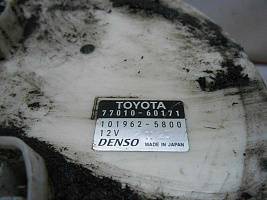 TOYOTA
77010-60171
101962-5800
12V
DENSO MADE IN JAPAN